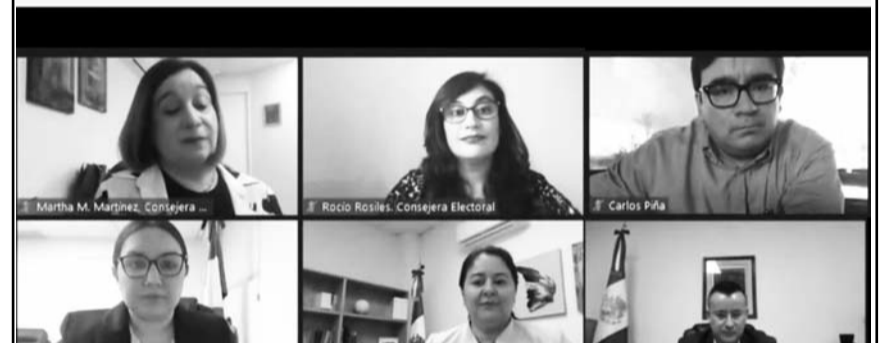 Martha M. Martínez, Consejera ...
Rocío Rosiles. Consejera Electoral
Carlos Piña